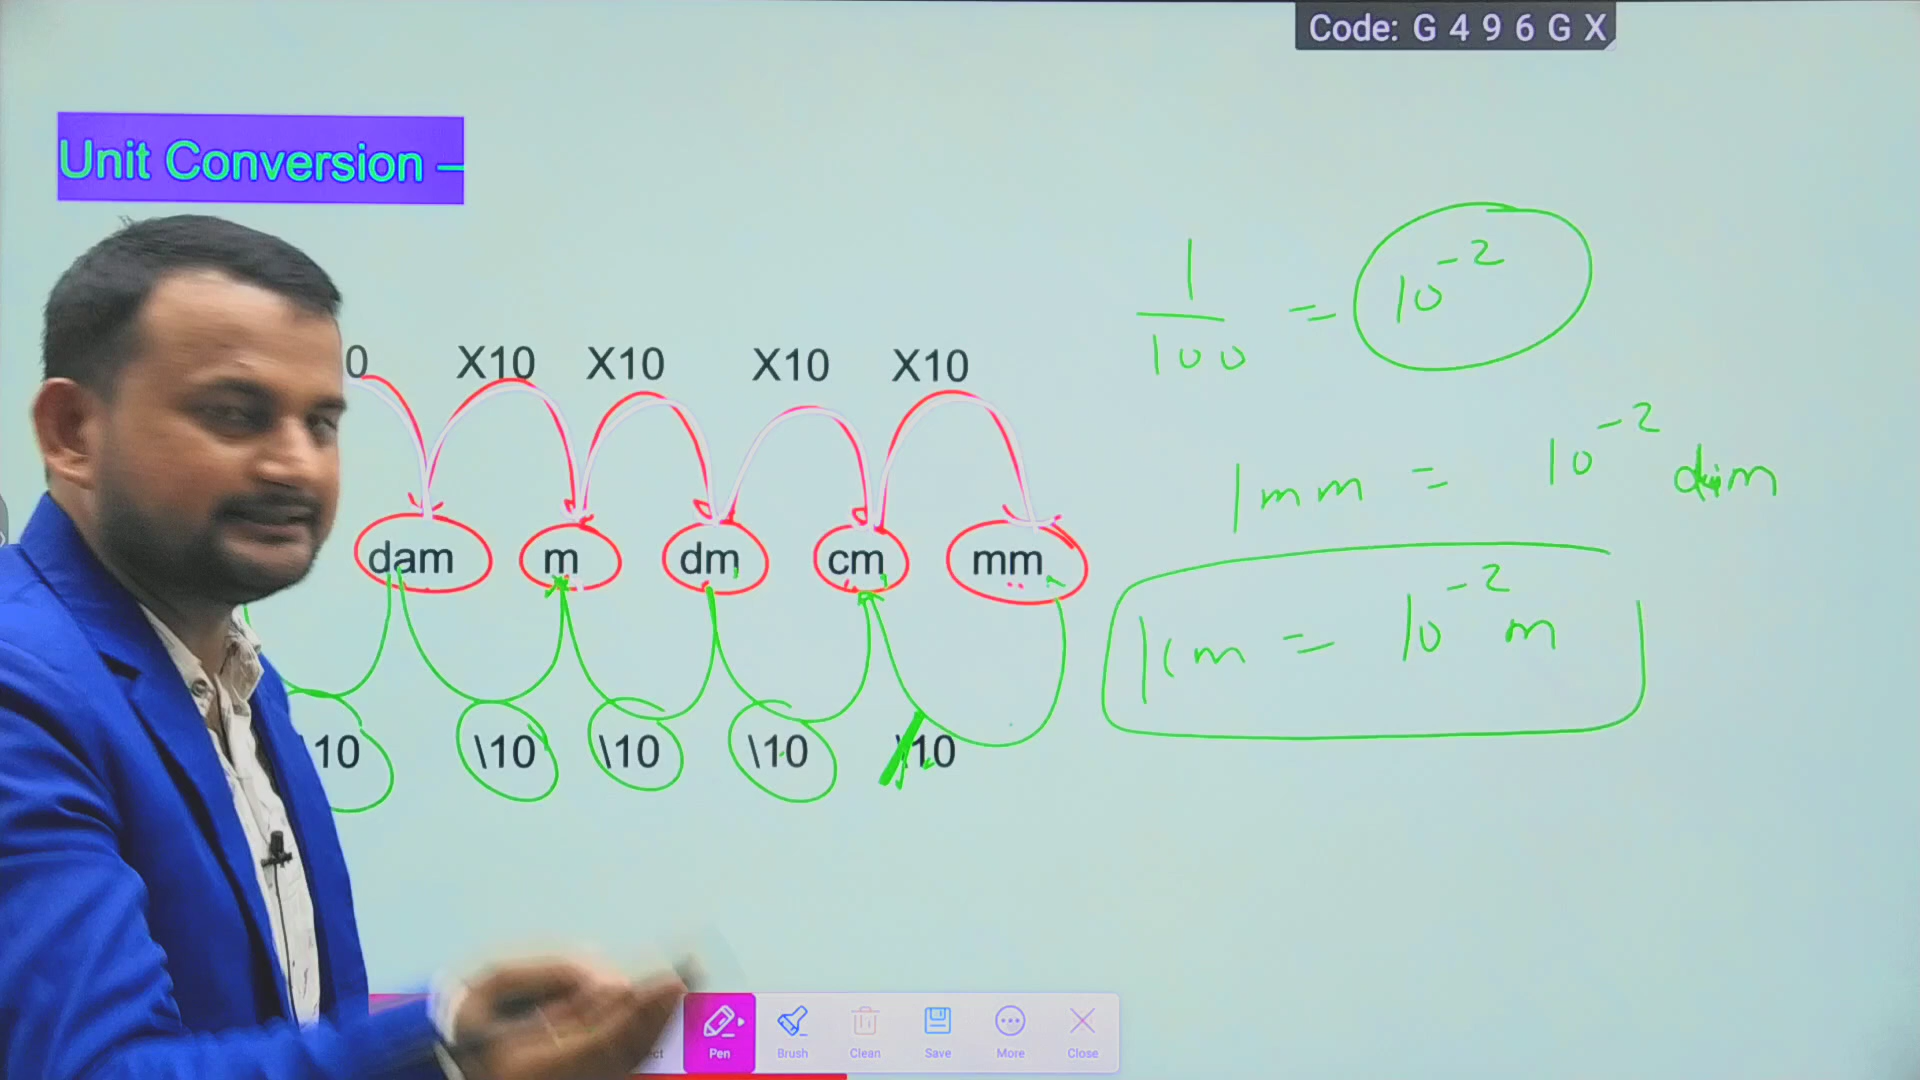 Code: G 4 9 6 G X
Unit Conversion –
1/100 = 10⁻²
0 X10 X10 X10 X10
1mm = 10⁻² dm
dam m dm cm mm
1cm = 10⁻² m
\10 \10 \10 \10 \10
Pen Brush Clean Save More Close